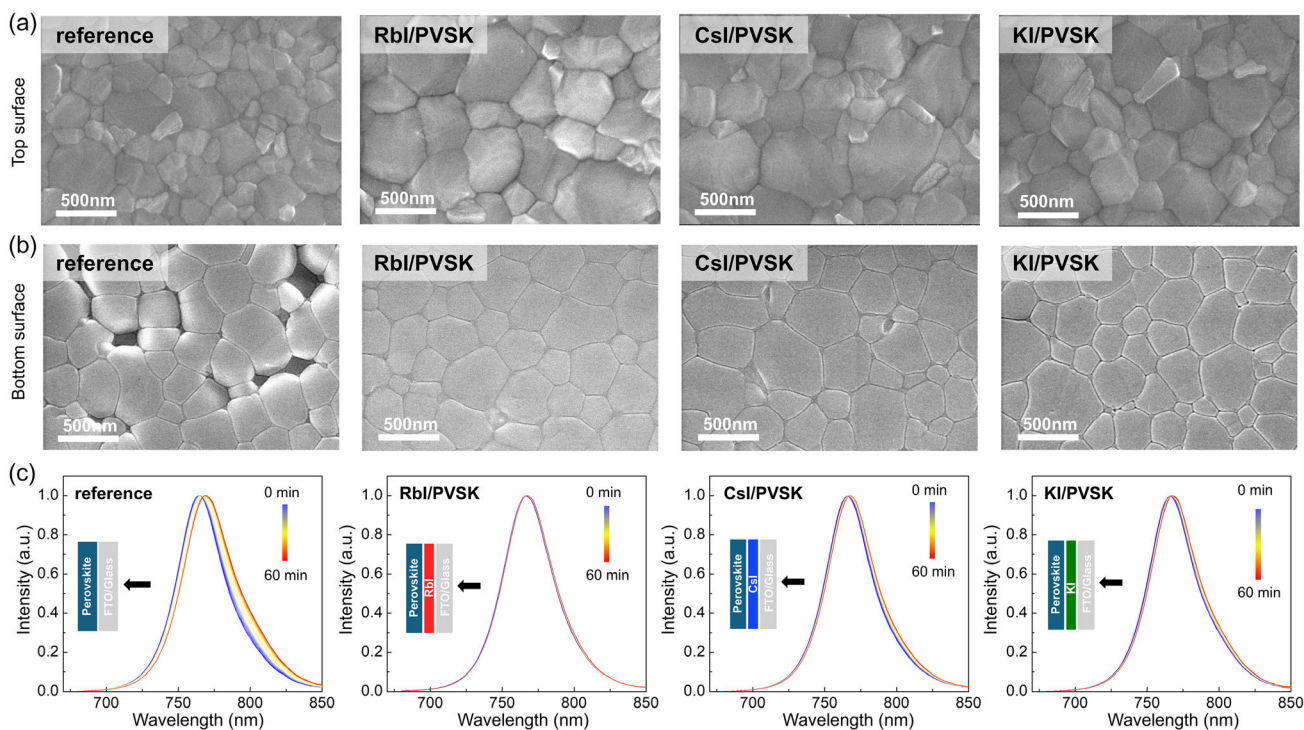 (a)
Top surface
reference
500nm
RbI/PVSK
500nm
CsI/PVSK
500nm
KI/PVSK
500nm
(b)
Bottom surface
reference
500nm
RbI/PVSK
500nm
CsI/PVSK
500nm
KI/PVSK
500nm
(c)
reference
0 min
60 min
Perovskite
FTO/Glass
Intensity (a.u.)
1.0
0.8
0.6
0.4
0.2
0.0
700 750 800 850
Wavelength (nm)
RbI/PVSK
0 min
60 min
Perovskite
RbI
FTO/Glass
Intensity (a.u.)
1.0
0.8
0.6
0.4
0.2
0.0
700 750 800 850
Wavelength (nm)
CsI/PVSK
0 min
60 min
Perovskite
CsI
FTO/Glass
Intensity (a.u.)
1.0
0.8
0.6
0.4
0.2
0.0
700 750 800 850
Wavelength (nm)
KI/PVSK
0 min
60 min
Perovskite
KI
FTO/Glass
Intensity (a.u.)
1.0
0.8
0.6
0.4
0.2
0.0
700 750 800 850
Wavelength (nm)